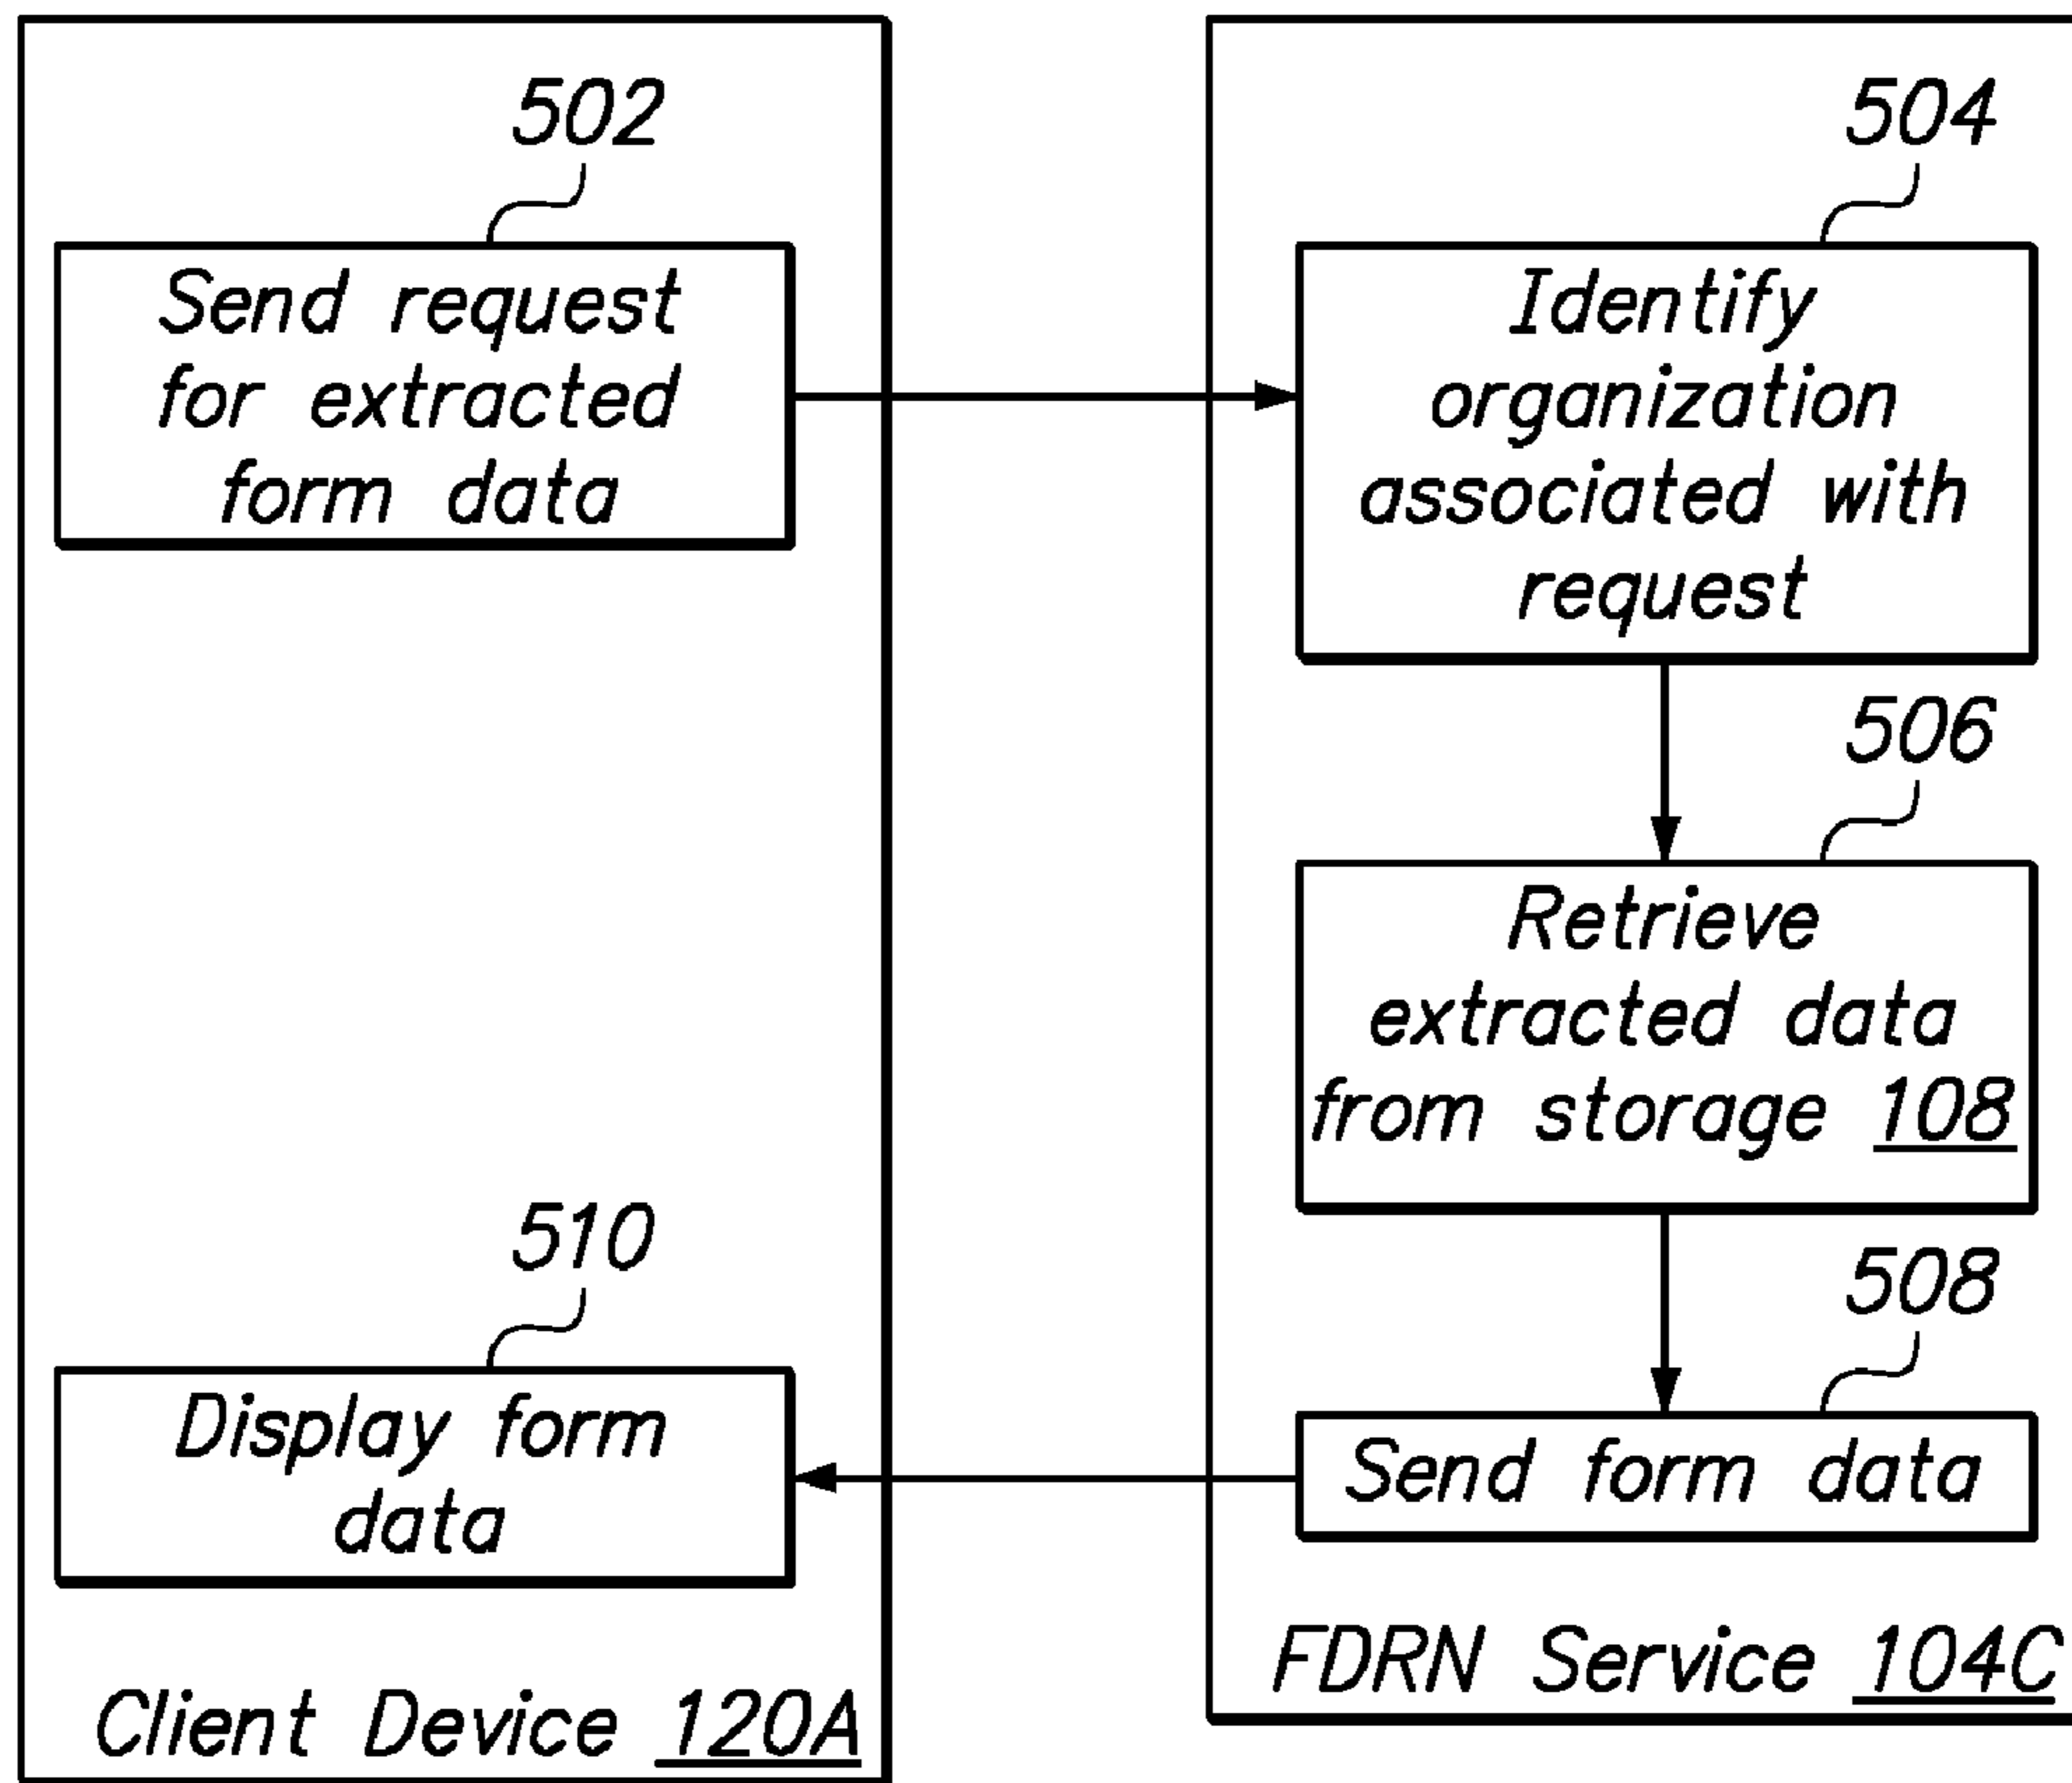 502
Send request
for extracted
form data
504
Identify
organization
associated with
request
506
Retrieve
extracted data
from storage 108
508
Send form data
510
Display form
data
Client Device 120A
FDRN Service 104C